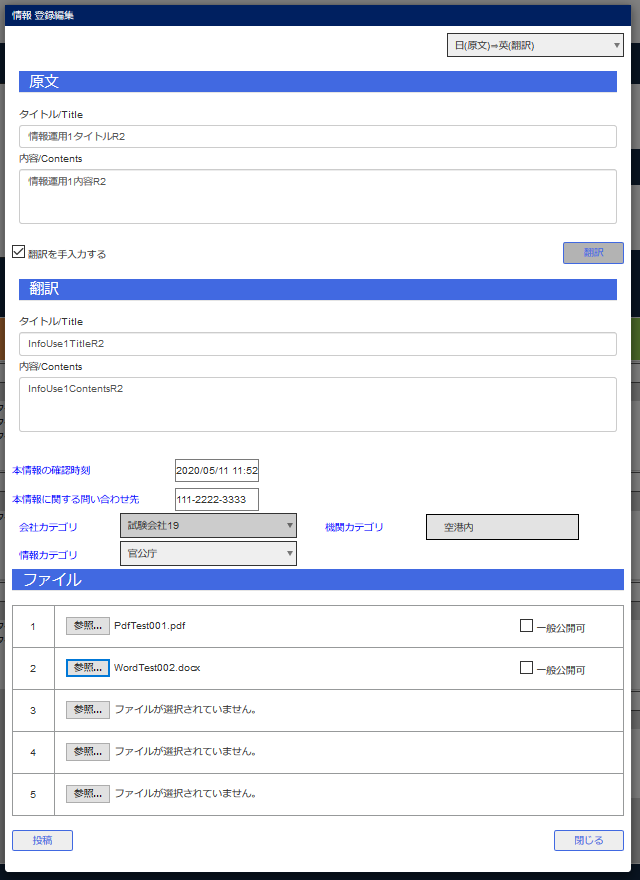 情報 登録編集
日(原文)⇒英(翻訳)
原文
タイトル/Title
情報運用1タイトルR2
内容/Contents
情報運用1内容R2
翻訳を手入力する
翻訳
翻訳
タイトル/Title
InfoUse1TitleR2
内容/Contents
InfoUse1ContentsR2
本情報の確認時刻 2020/05/11 11:52
本情報に関する問い合わせ先 111-2222-3333
会社カテゴリ 試験会社19 機関カテゴリ 空港内
情報カテゴリ 官公庁
ファイル
1 参照... PdfTest001.pdf 一般公開可
2 参照... WordTest002.docx 一般公開可
3 参照... ファイルが選択されていません。
4 参照... ファイルが選択されていません。
5 参照... ファイルが選択されていません。
投稿 閉じる